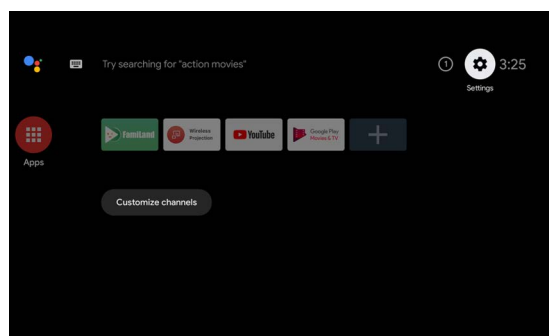 Try searching for "action movies"
1
3:25
Settings
Apps
FamiLand
Wireless
Projection
YouTube
Google Play
Movies & TV
Customize channels